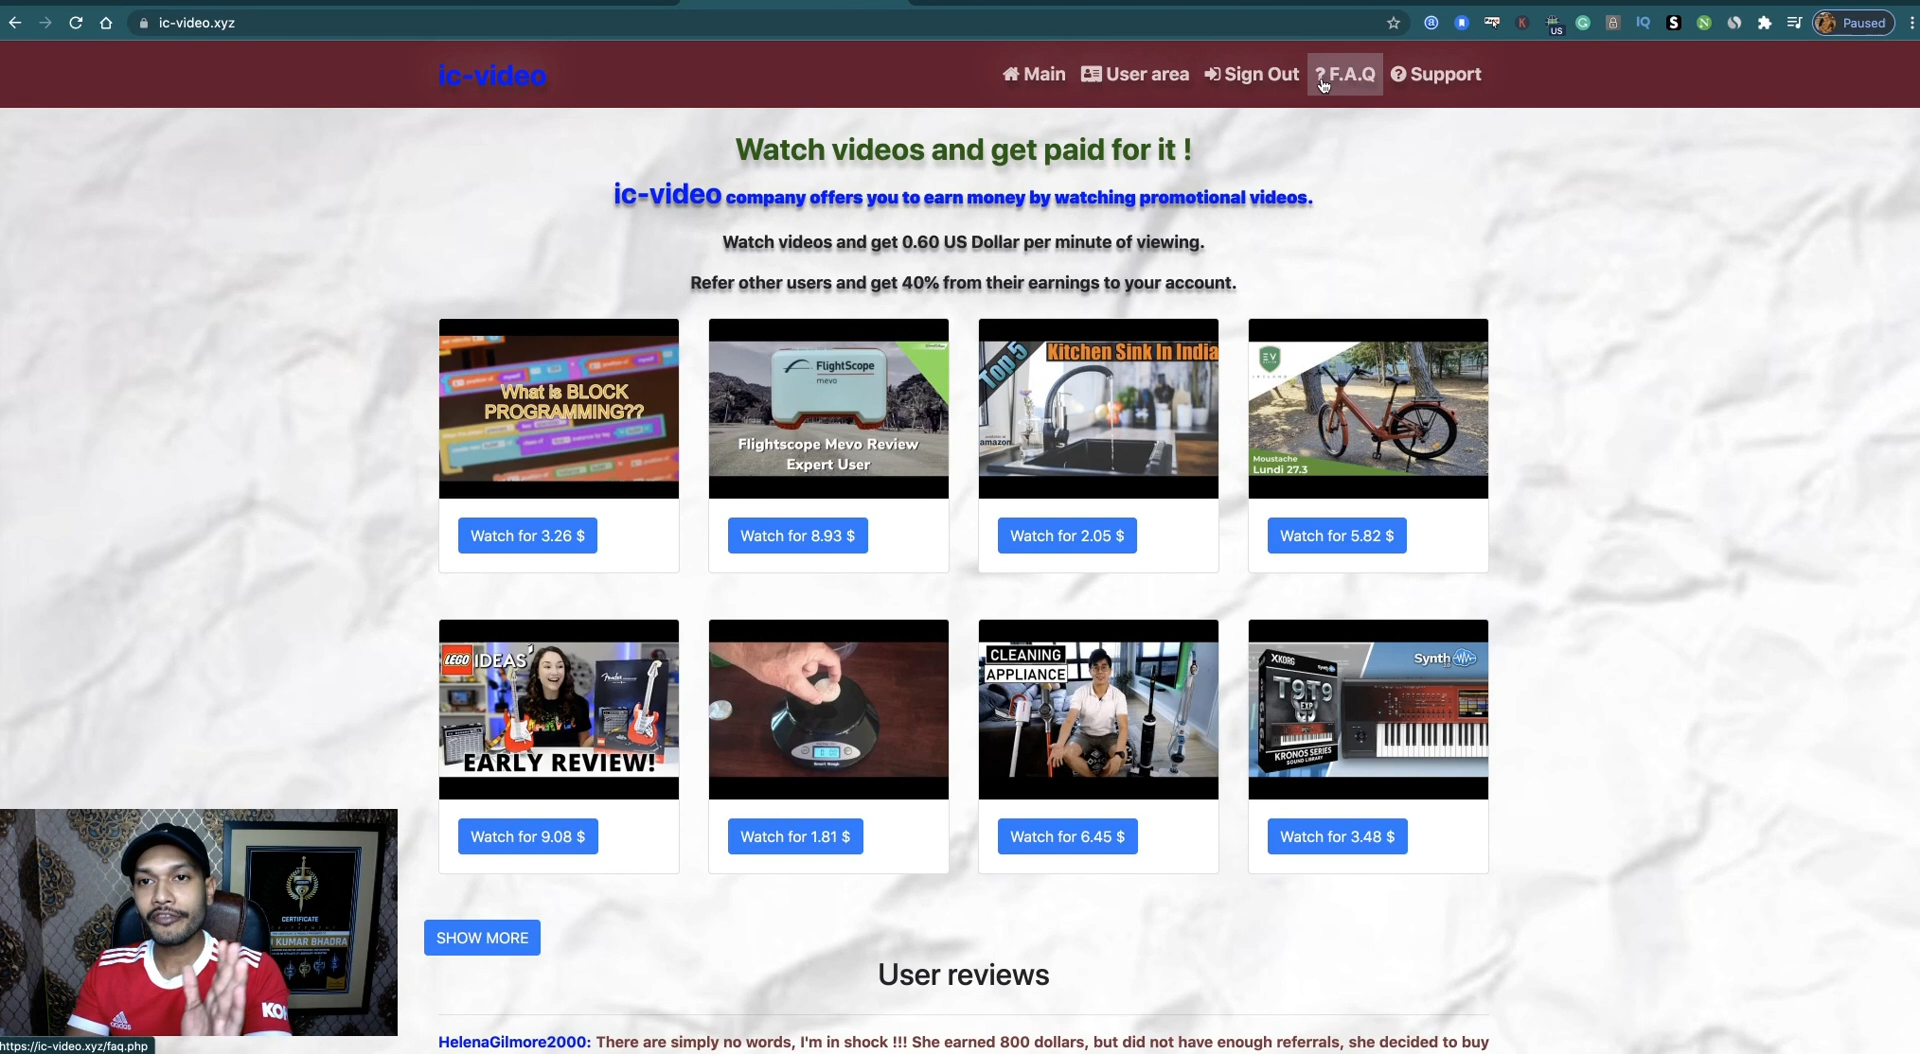 ic-video.xyz
US
Paused
ic-video
Main
User area
Sign Out
? F.A.Q
Support
Watch videos and get paid for it !
ic-video company offers you to earn money by watching promotional videos.
Watch videos and get 0.60 US Dollar per minute of viewing.
Refer other users and get 40% from their earnings to your account.
What is BLOCK
PROGRAMMING??
Watch for 3.26 $
FlightScope
mevo
Flightscope Mevo Review
Expert User
Watch for 8.93 $
Top 5
Kitchen Sink In India
amazon
Watch for 2.05 $
EV
Moustache
Lundi 27.3
Watch for 5.82 $
LEGO IDEAS
EARLY REVIEW!
Watch for 9.08 $
Watch for 1.81 $
CLEANING
APPLIANCE
Watch for 6.45 $
XKORG
Synth
T9T9
EXP
KRONOS SERIES
SOUND LIBRARY
Watch for 3.48 $
SHOW MORE
CERTIFICATE
KUMAR BHADRA
adidas
User reviews
HelenaGilmore2000: There are simply no words, I'm in shock !!! She earned 800 dollars, but did not have enough referrals, she decided to buy
https://ic-video.xyz/faq.php